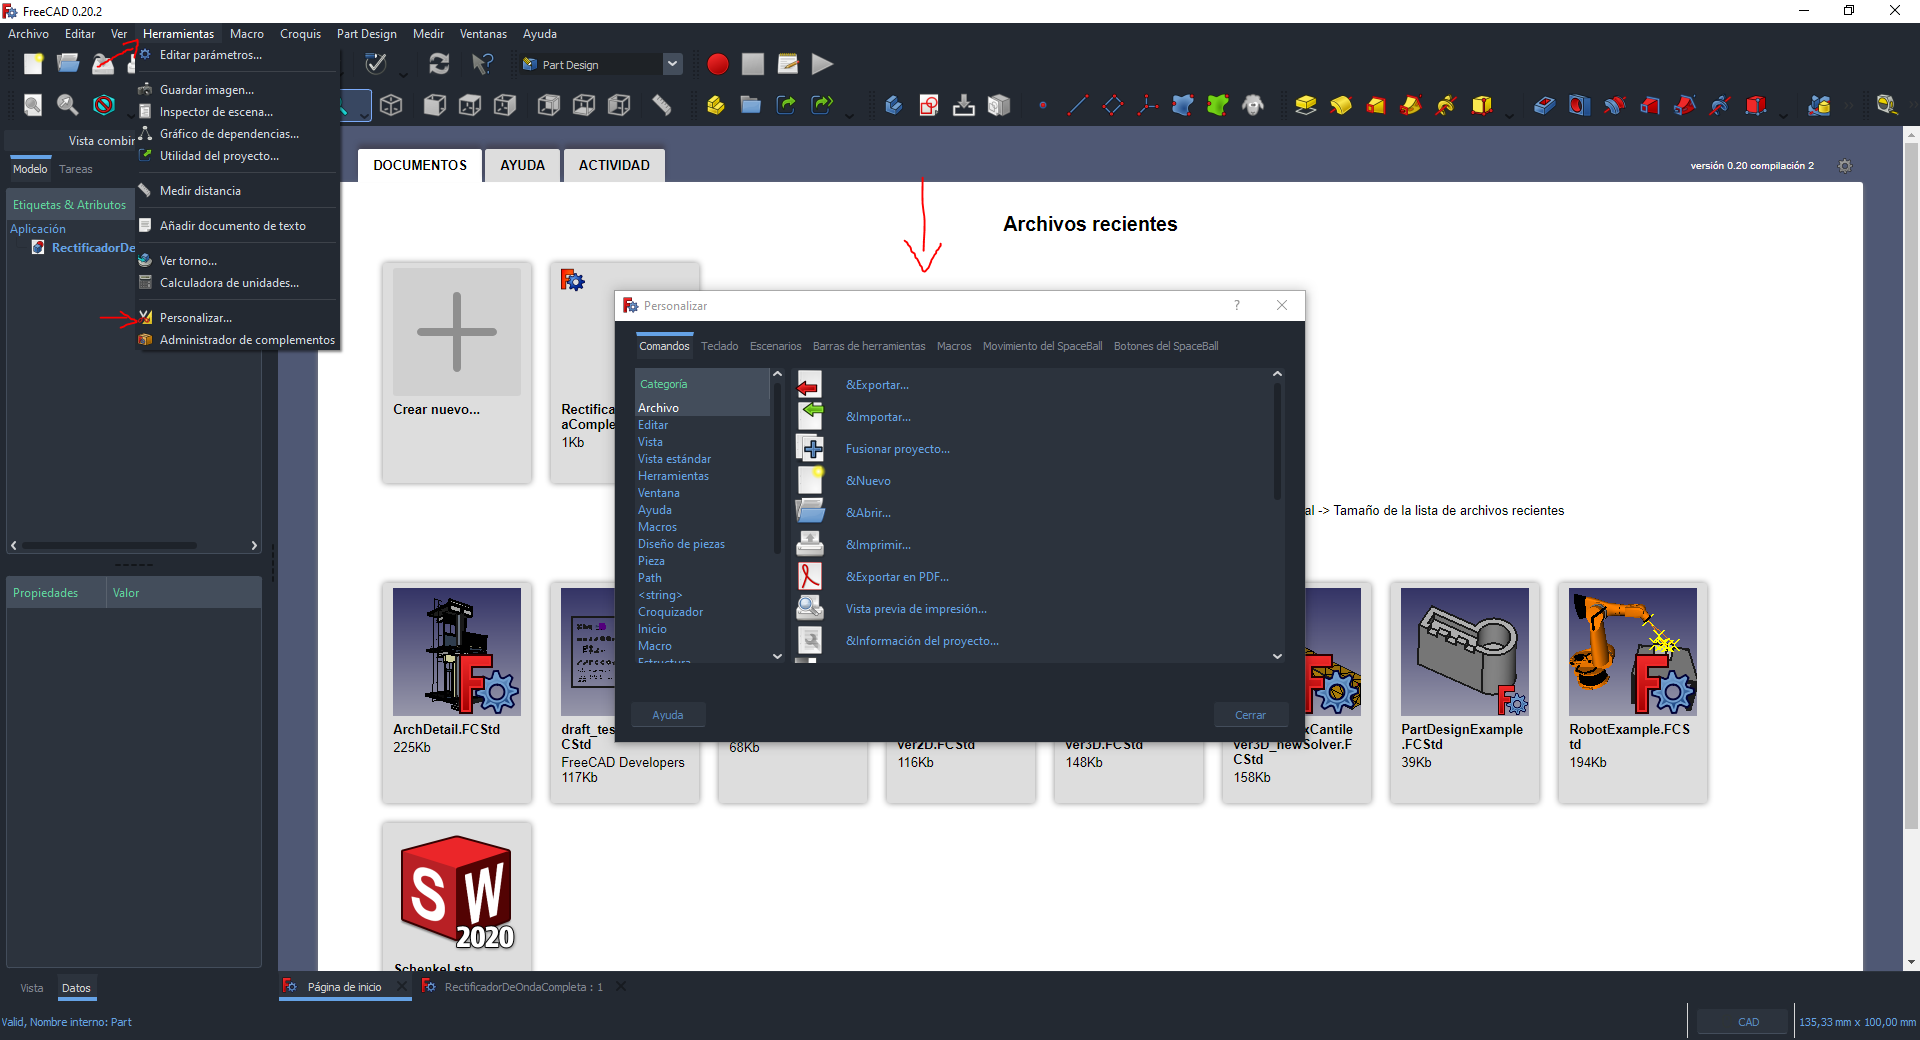 FreeCAD 0.20.2
Archivo Editar Ver Herramientas Macro Croquis Part Design Medir Ventanas Ayuda
Editar parámetros...
Part Design
Guardar imagen...
Inspector de escena...
Gráfico de dependencias...
Utilidad del proyecto...
Medir distancia
Añadir documento de texto
Ver torno...
Calculadora de unidades...
Personalizar...
Administrador de complementos
Vista combin
Modelo Tareas
Etiquetas & Atributos
Aplicación
RectificadorDe
Propiedades Valor
DOCUMENTOS AYUDA ACTIVIDAD
versión 0.20 compilación 2
Archivos recientes
Crear nuevo...
Rectifica
aComple
1Kb
al -> Tamaño de la lista de archivos recientes
Personalizar ?
Comandos Teclado Escenarios Barras de herramientas Macros Movimiento del SpaceBall Botones del SpaceBall
Categoría
Archivo
Editar
Vista
Vista estándar
Herramientas
Ventana
Ayuda
Macros
Diseño de piezas
Pieza
Path
<string>
Croquizador
Inicio
Macro
Estructura
&Exportar...
&Importar...
Fusionar proyecto...
&Nuevo
&Abrir...
&Imprimir...
&Exportar en PDF...
Vista previa de impresión...
&Información del proyecto...
Ayuda Cerrar
ArchDetail.FCStd
225Kb
draft_tes
CStd
FreeCAD Developers
117Kb
68Kb
ver2D.FCStd
116Kb
ver3D.FCStd
148Kb
xCantile
ver3D_newSolver.F
CStd
158Kb
PartDesignExample
.FCStd
39Kb
RobotExample.FCS
td
194Kb
SW
2020
Schenkel.stp
Vista Datos
Página de inicio RectificadorDeOndaCompleta : 1
Valid, Nombre interno: Part
CAD 135,33 mm x 100,00 mm